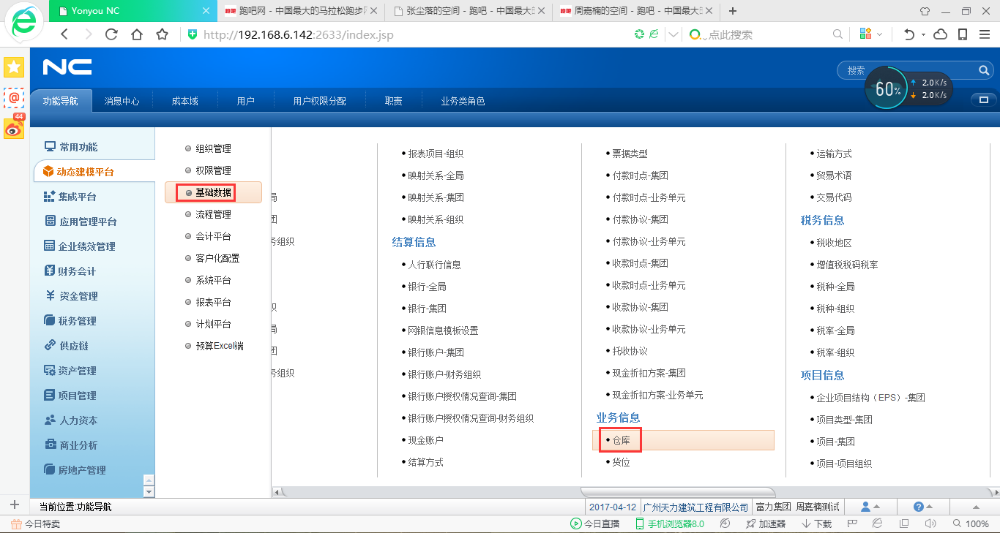 Yonyou NC
跑吧网 - 中国最大的马拉松跑步
张尘落的空间 - 跑吧 - 中国最大
周嘉楠的空间 - 跑吧 - 中国最大
http://192.168.6.142:2633/index.jsp
点此搜索
NC
搜索
60%
2.0K/s
2.0K/s
44
功能导航
消息中心
成本域
用户
用户权限分配
职责
业务类角色
常用功能
动态建模平台
集成平台
应用管理平台
企业绩效管理
财务会计
资金管理
税务管理
供应链
资产管理
项目管理
人力资本
商业分析
房地产管理
组织管理
权限管理
基础数据
流程管理
会计平台
客户化配置
系统平台
报表平台
计划平台
预算Excel端
局
团
务组织
织
局
团
务组织
报表项目-组织
映射关系-全局
映射关系-集团
映射关系-组织
结算信息
人行联行信息
银行-全局
银行-集团
网银信息模板设置
银行账户-集团
银行账户-财务组织
银行账户授权情况查询-集团
银行账户授权情况查询-财务组织
现金账户
结算方式
票据类型
付款时点-集团
付款时点-业务单元
付款协议-集团
付款协议-业务单元
收款时点-集团
收款时点-业务单元
收款协议-集团
收款协议-业务单元
托收协议
现金折扣方案-集团
现金折扣方案-业务单元
业务信息
仓库
货位
运输方式
贸易术语
交易代码
税务信息
税收地区
增值税税码税率
税种-全局
税种-组织
税率-全局
税率-组织
项目信息
企业项目结构（EPS）-集团
项目类型-集团
项目-集团
项目-项目组织
当前位置:功能导航
2017-04-12
广州天力建筑工程有限公司
富力集团 周嘉楠测试
今日特卖
今日直播
手机浏览器8.0
加速器
下载
100%